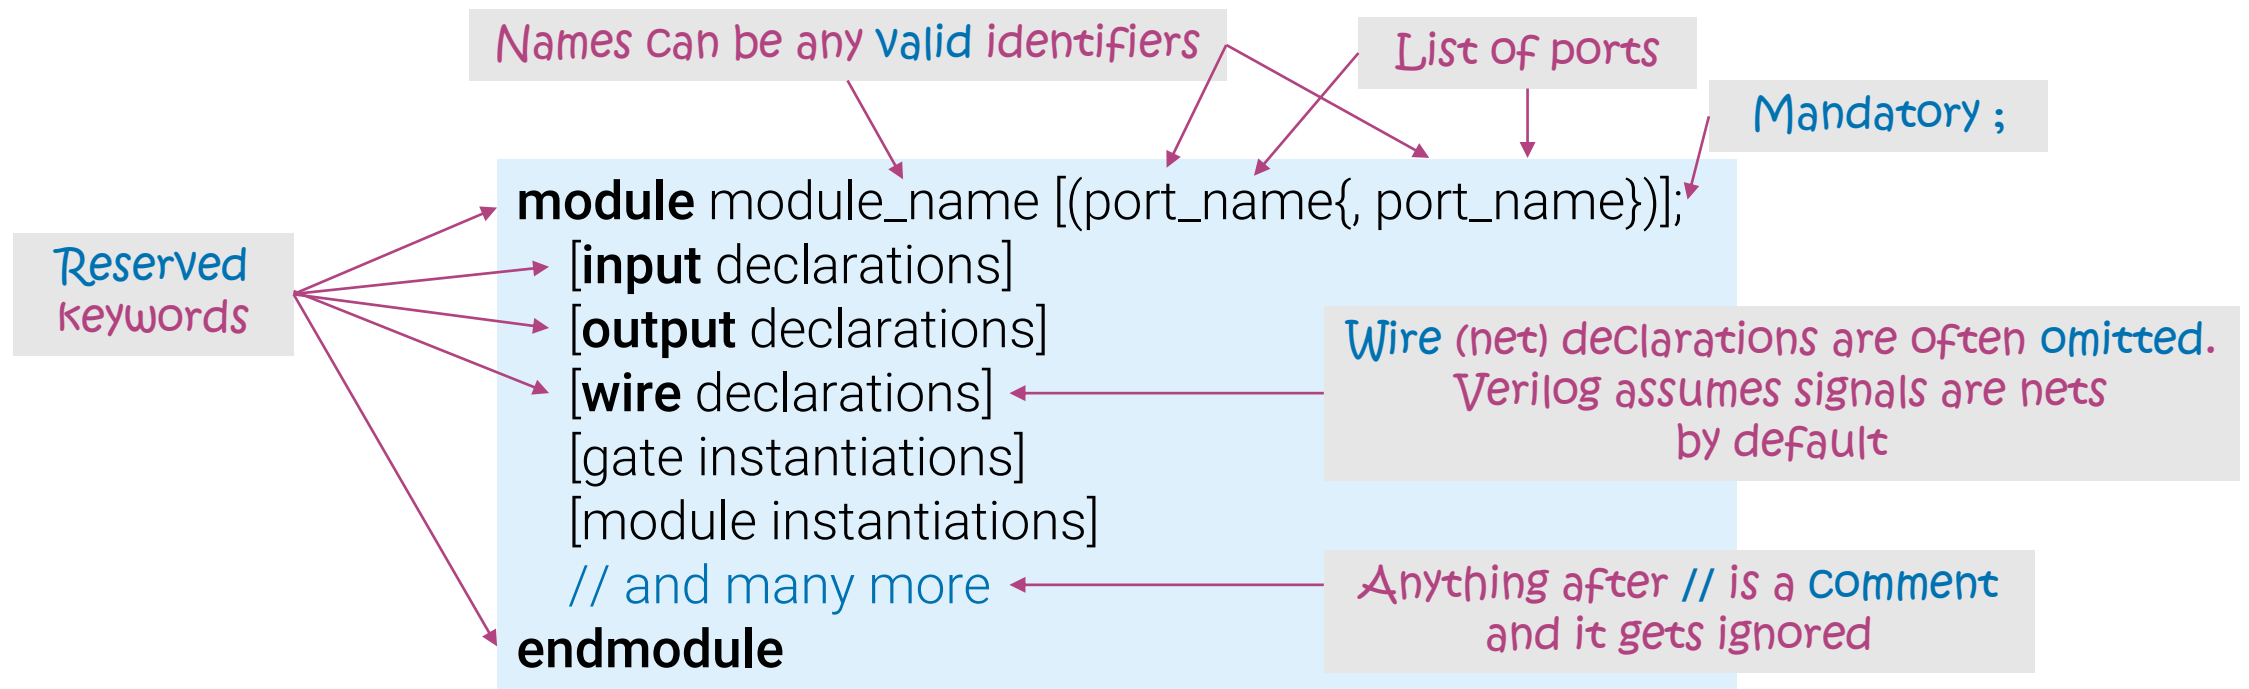 Names can be any valid identifiers
List of ports
Mandatory ;
module module_name [(port_name{, port_name})];
Reserved
keywords
[input declarations]
[output declarations]
[wire declarations]
Wire (net) declarations are often omitted.
Verilog assumes signals are nets
by default
[gate instantiations]
[module instantiations]
// and many more
Anything after // is a comment
and it gets ignored
endmodule